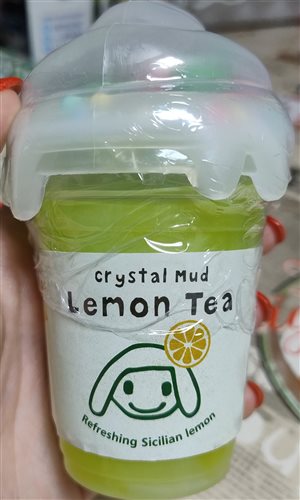 crystal Mud
Lemon Tea
Refreshing Sicilian lemon